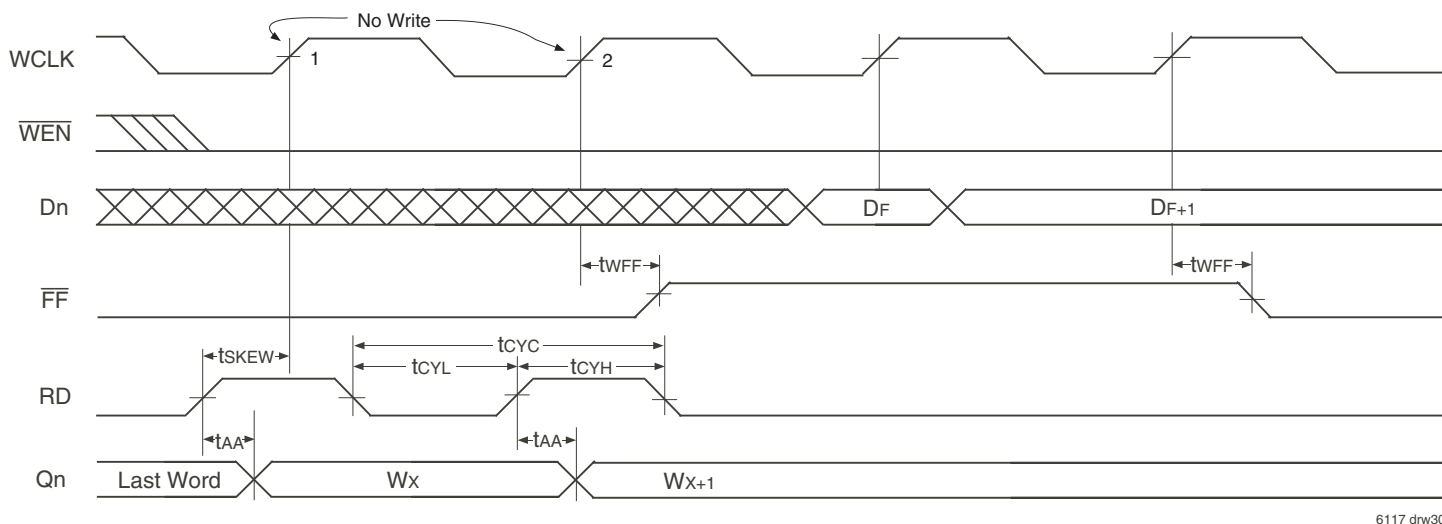 No Write
WCLK 1 2
WEN
Dn DF DF+1
tWFF tWFF
FF
tSKEW tCYC
tCYL tCYH
RD
tAA tAA
Qn Last Word WX WX+1
6117 drw30